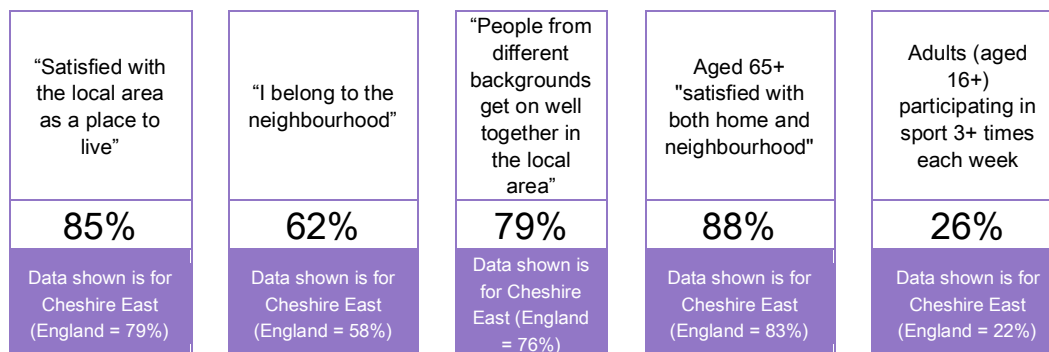 “Satisfied with
the local area
as a place to
live”
85%
Data shown is for
Cheshire East
(England = 79%)
“I belong to the
neighbourhood”
62%
Data shown is for
Cheshire East
(England = 58%)
“People from
different
backgrounds
get on well
together in
the local
area”
79%
Data shown is
for Cheshire
East (England
= 76%)
Aged 65+
"satisfied with
both home and
neighbourhood"
88%
Data shown is for
Cheshire East
(England = 83%)
Adults (aged
16+)
participating in
sport 3+ times
each week
26%
Data shown is for
Cheshire East
(England = 22%)